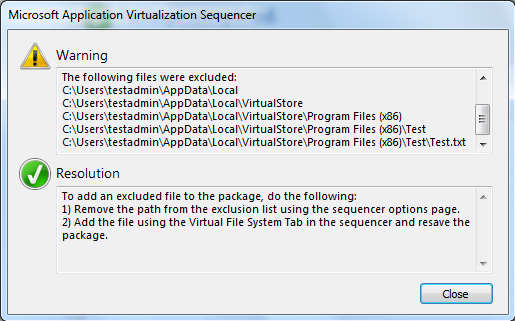 Microsoft Application Virtualization Sequencer
Warning
The following files were excluded:
C:\Users\testadmin\AppData\Local
C:\Users\testadmin\AppData\Local\VirtualStore
C:\Users\testadmin\AppData\Local\VirtualStore\Program Files (x86)
C:\Users\testadmin\AppData\Local\VirtualStore\Program Files (x86)\Test
C:\Users\testadmin\AppData\Local\VirtualStore\Program Files (x86)\Test\Test.txt
Resolution
To add an excluded file to the package, do the following:
1) Remove the path from the exclusion list using the sequencer options page.
2) Add the file using the Virtual File System Tab in the sequencer and resave the
package.
Close